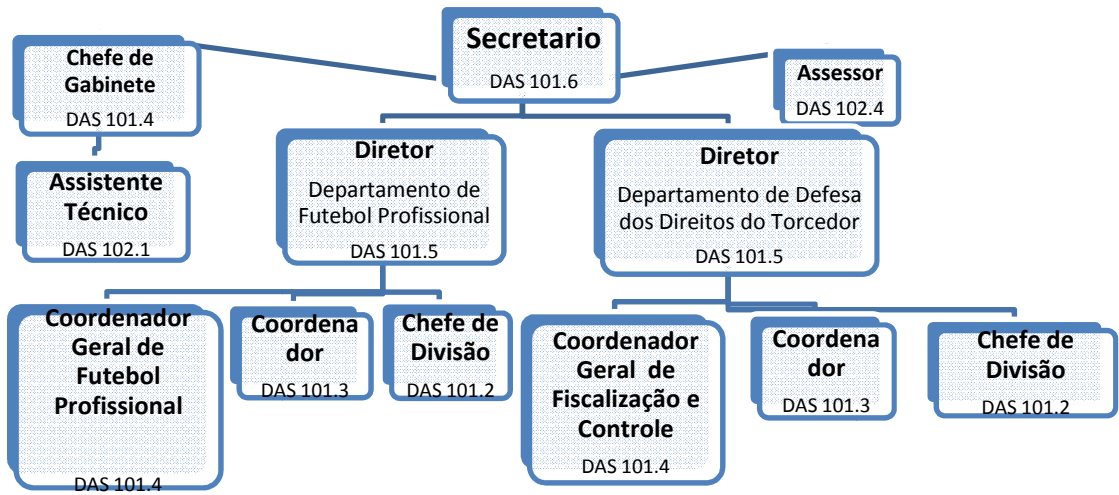 Secretario
DAS 101.6
Chefe de
Gabinete
DAS 101.4
Assessor
DAS 102.4
Assistente
Técnico
DAS 102.1
Diretor
Departamento de
Futebol Profissional
DAS 101.5
Diretor
Departamento de Defesa
dos Direitos do Torcedor
DAS 101.5
Coordenador
Geral de
Futebol
Profissional
DAS 101.4
Coordena
dor
DAS 101.3
Chefe de
Divisão
DAS 101.2
Coordenador
Geral de
Fiscalização e
Controle
DAS 101.4
Coordena
dor
DAS 101.3
Chefe de
Divisão
DAS 101.2